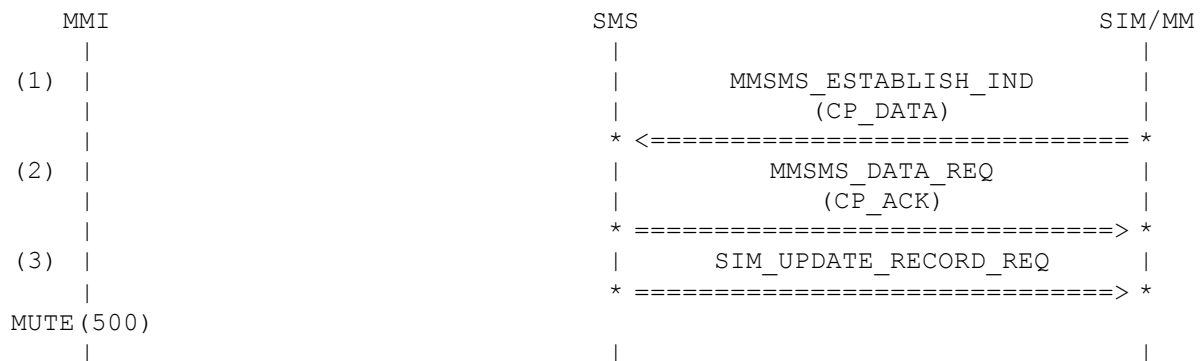 MMI SMS SIM/MM
| | |
(1) | | MMSMS_ESTABLISH_IND |
| | (CP_DATA) |
| * <============================== *
(2) | | MMSMS_DATA_REQ |
| | (CP_ACK) |
| * ==============================> *
(3) | | SIM_UPDATE_RECORD_REQ |
| * ==============================> *
MUTE(500)
| | |